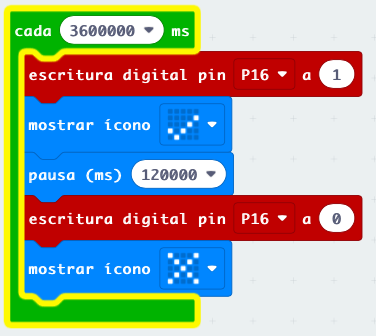 cada 3600000 ms
escritura digital pin P16 a 1
mostrar ícono
pausa (ms) 120000
escritura digital pin P16 a 0
mostrar ícono